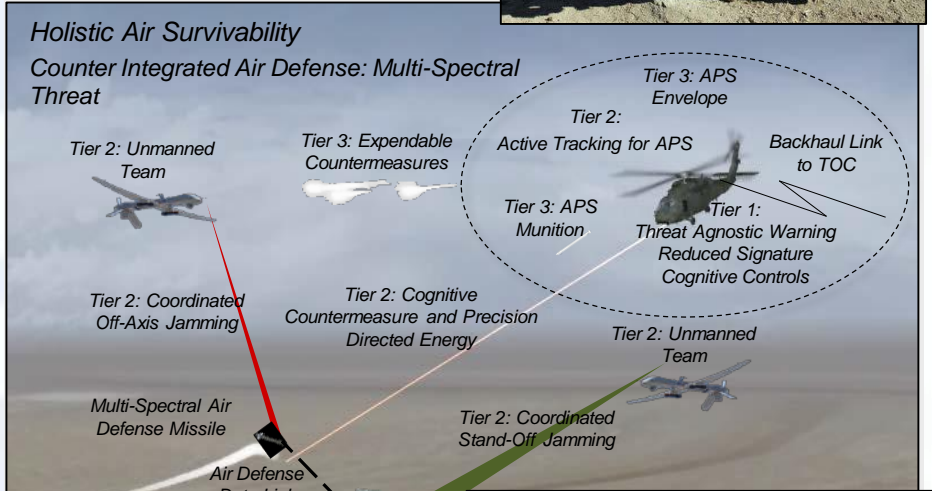 Holistic Air Survivability
Counter Integrated Air Defense: Multi-Spectral
Threat
Tier 3: APS
Envelope
Tier 2:
Active Tracking for APS
Backhaul Link
to TOC
Tier 2: Unmanned
Team
Tier 3: Expendable
Countermeasures
Tier 3: APS
Munition
Tier 1:
Threat Agnostic Warning
Reduced Signature
Cognitive Controls
Tier 2: Coordinated
Off-Axis Jamming
Tier 2: Cognitive
Countermeasure and Precision
Directed Energy
Tier 2: Unmanned
Team
Multi-Spectral Air
Defense Missile
Tier 2: Coordinated
Stand-Off Jamming
Air Defense